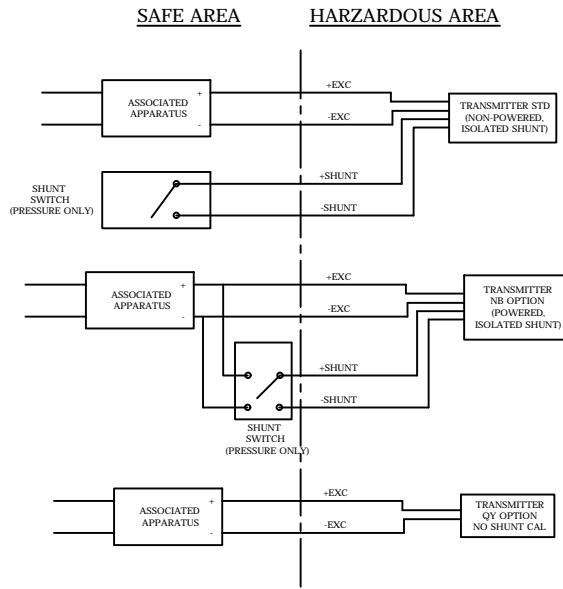 SAFE AREA
HARZARDOUS AREA
+EXC
ASSOCIATED
APPARATUS
+
-
-EXC
TRANSMITTER STD
(NON-POWERED,
ISOLATED SHUNT)
SHUNT
SWITCH
(PRESSURE ONLY)
+SHUNT
-SHUNT
+EXC
ASSOCIATED
APPARATUS
+
-
-EXC
TRANSMITTER
NB OPTION
(POWERED,
ISOLATED SHUNT)
+SHUNT
-SHUNT
SHUNT
SWITCH
(PRESSURE ONLY)
+EXC
ASSOCIATED
APPARATUS
+
-
-EXC
TRANSMITTER
QY OPTION
NO SHUNT CAL